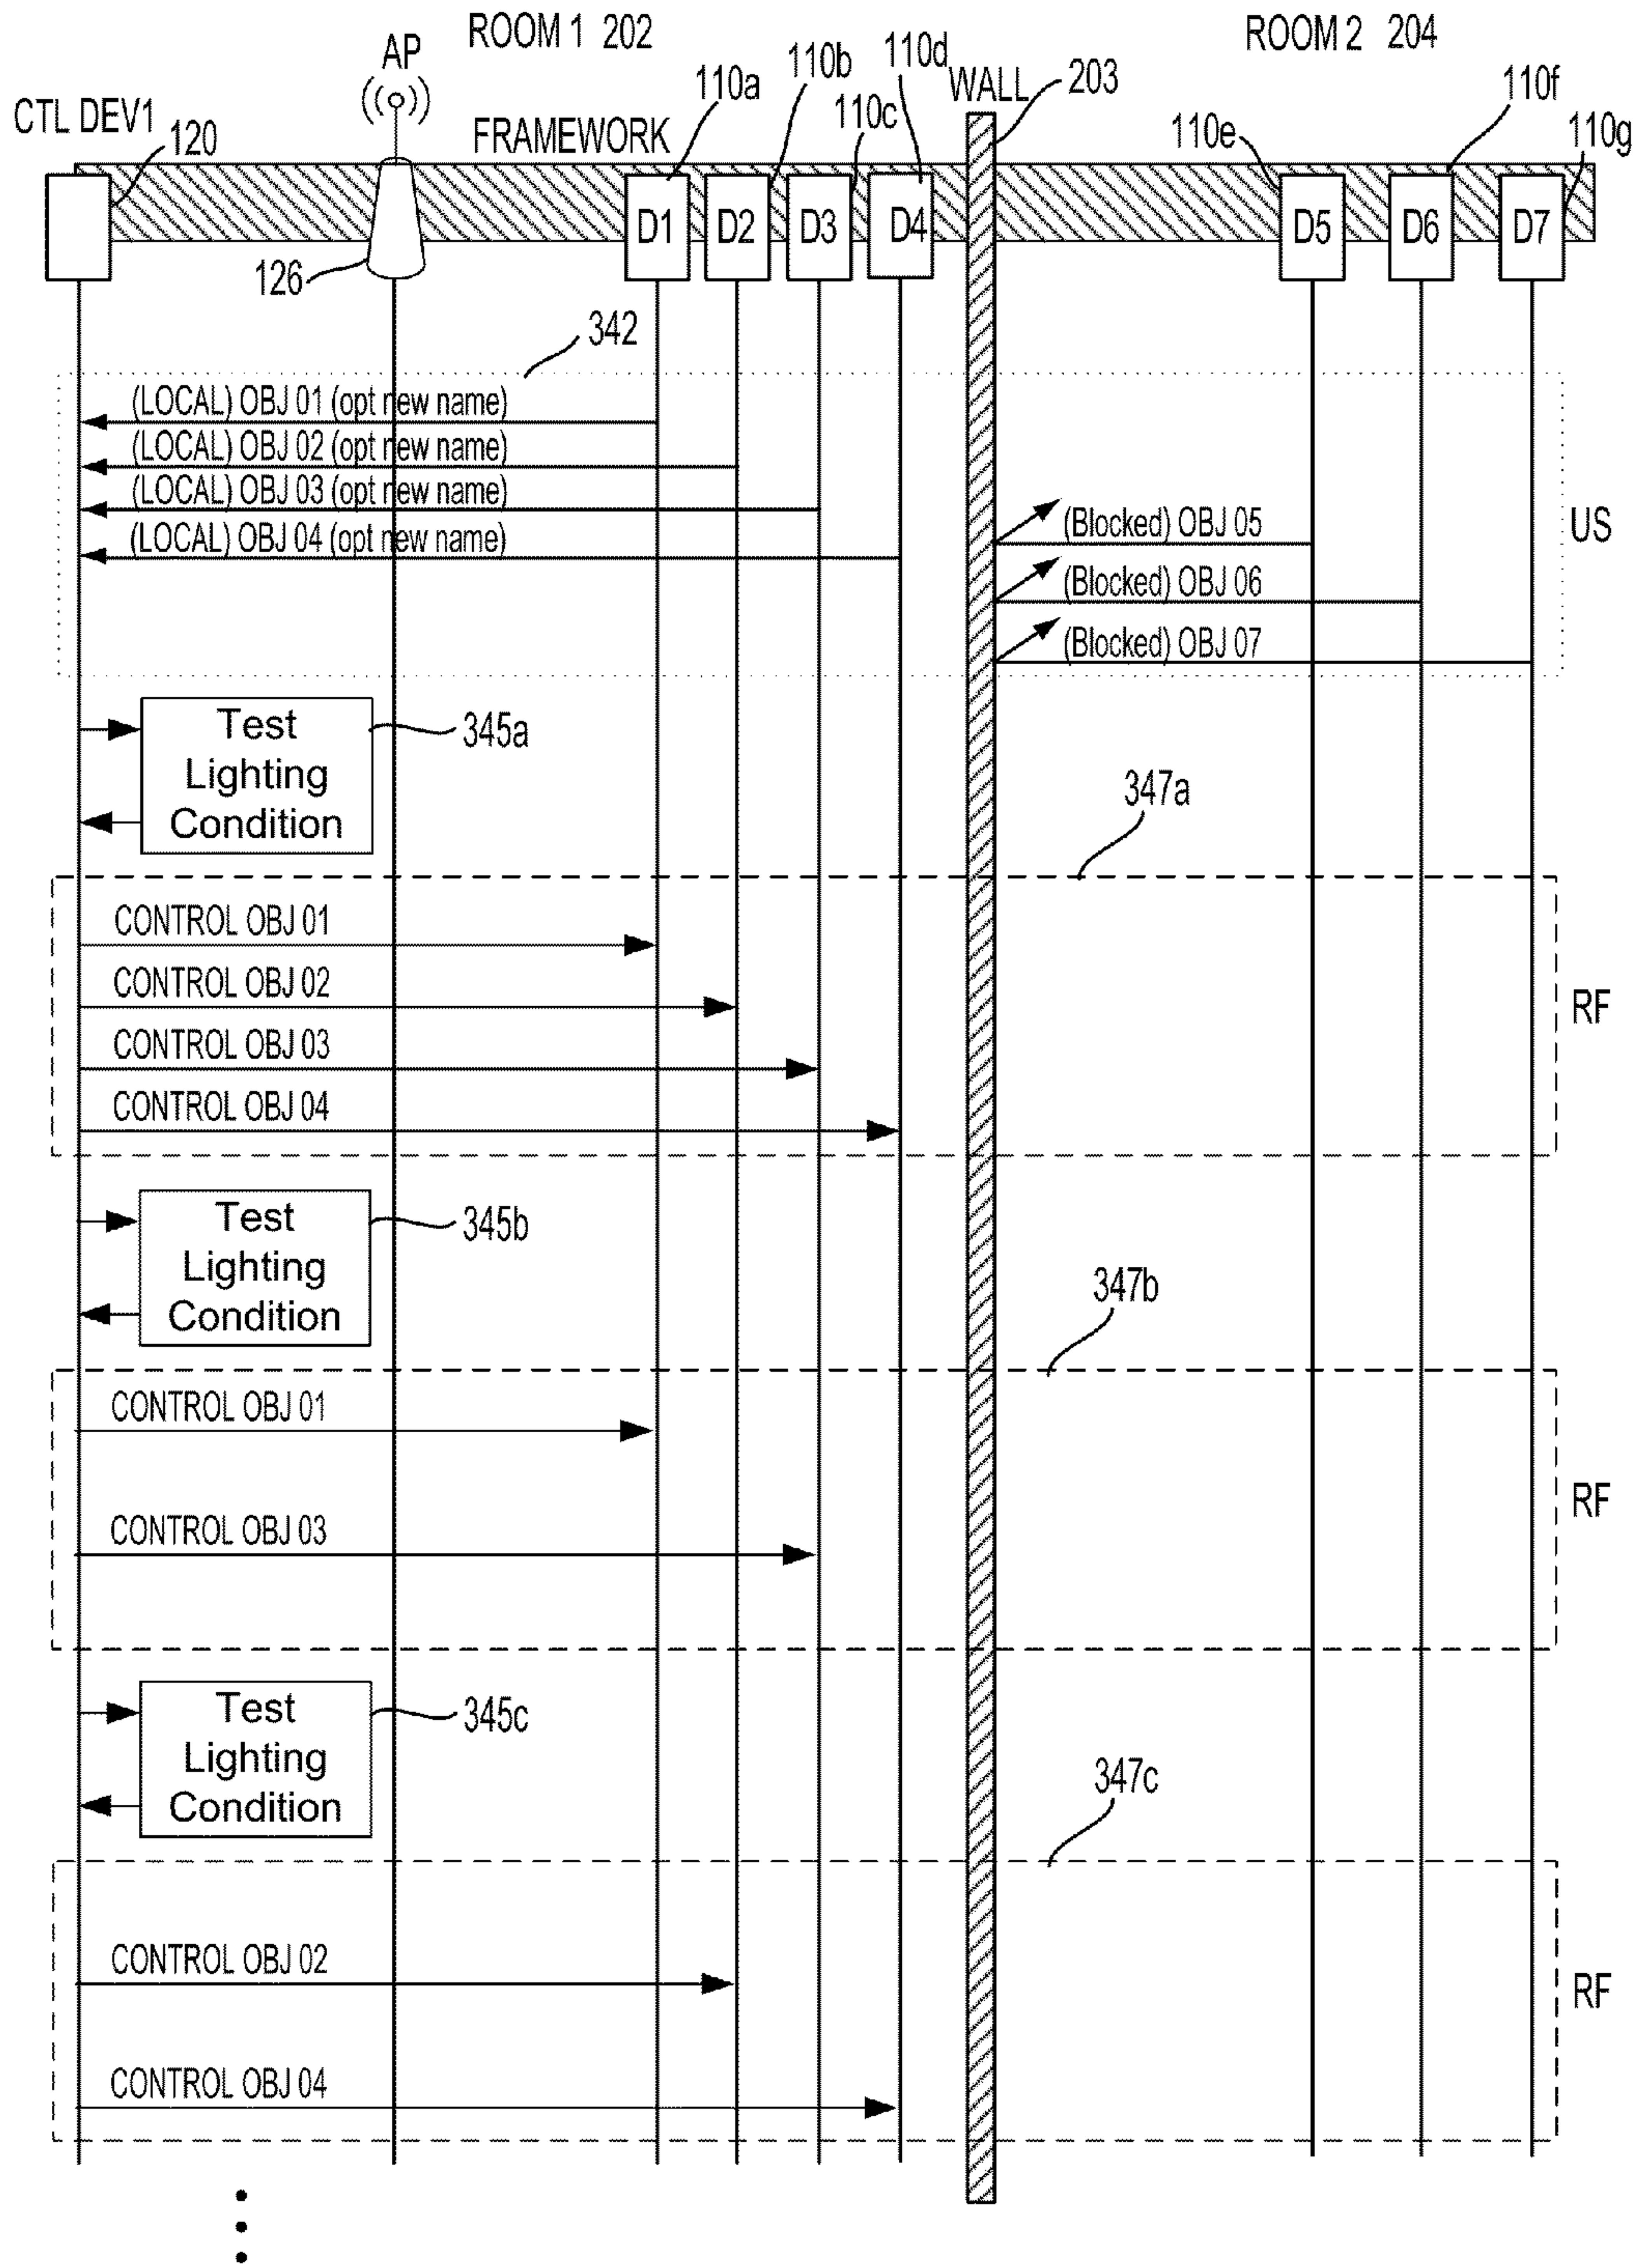 ROOM 1 202
ROOM 2 204
AP
WALL
203
CTL DEV1
120
FRAMEWORK
110a
110b
110c
110d
110e
110f
110g
D1
D2
D3
D4
D5
D6
D7
126
342
(LOCAL) OBJ 01 (opt new name)
(LOCAL) OBJ 02 (opt new name)
(LOCAL) OBJ 03 (opt new name)
(LOCAL) OBJ 04 (opt new name)
(Blocked) OBJ 05
(Blocked) OBJ 06
(Blocked) OBJ 07
US
Test
Lighting
Condition
345a
347a
CONTROL OBJ 01
CONTROL OBJ 02
CONTROL OBJ 03
CONTROL OBJ 04
RF
Test
Lighting
Condition
345b
347b
CONTROL OBJ 01
CONTROL OBJ 03
RF
Test
Lighting
Condition
345c
347c
CONTROL OBJ 02
CONTROL OBJ 04
RF